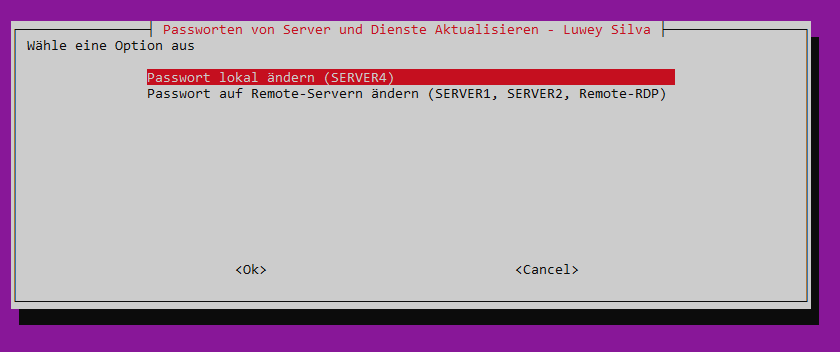 Passworten von Server und Dienste Aktualisieren - Luwey Silva
Wähle eine Option aus
Passwort lokal ändern (SERVER4)
Passwort auf Remote-Servern ändern (SERVER1, SERVER2, Remote-RDP)
<Ok> <Cancel>